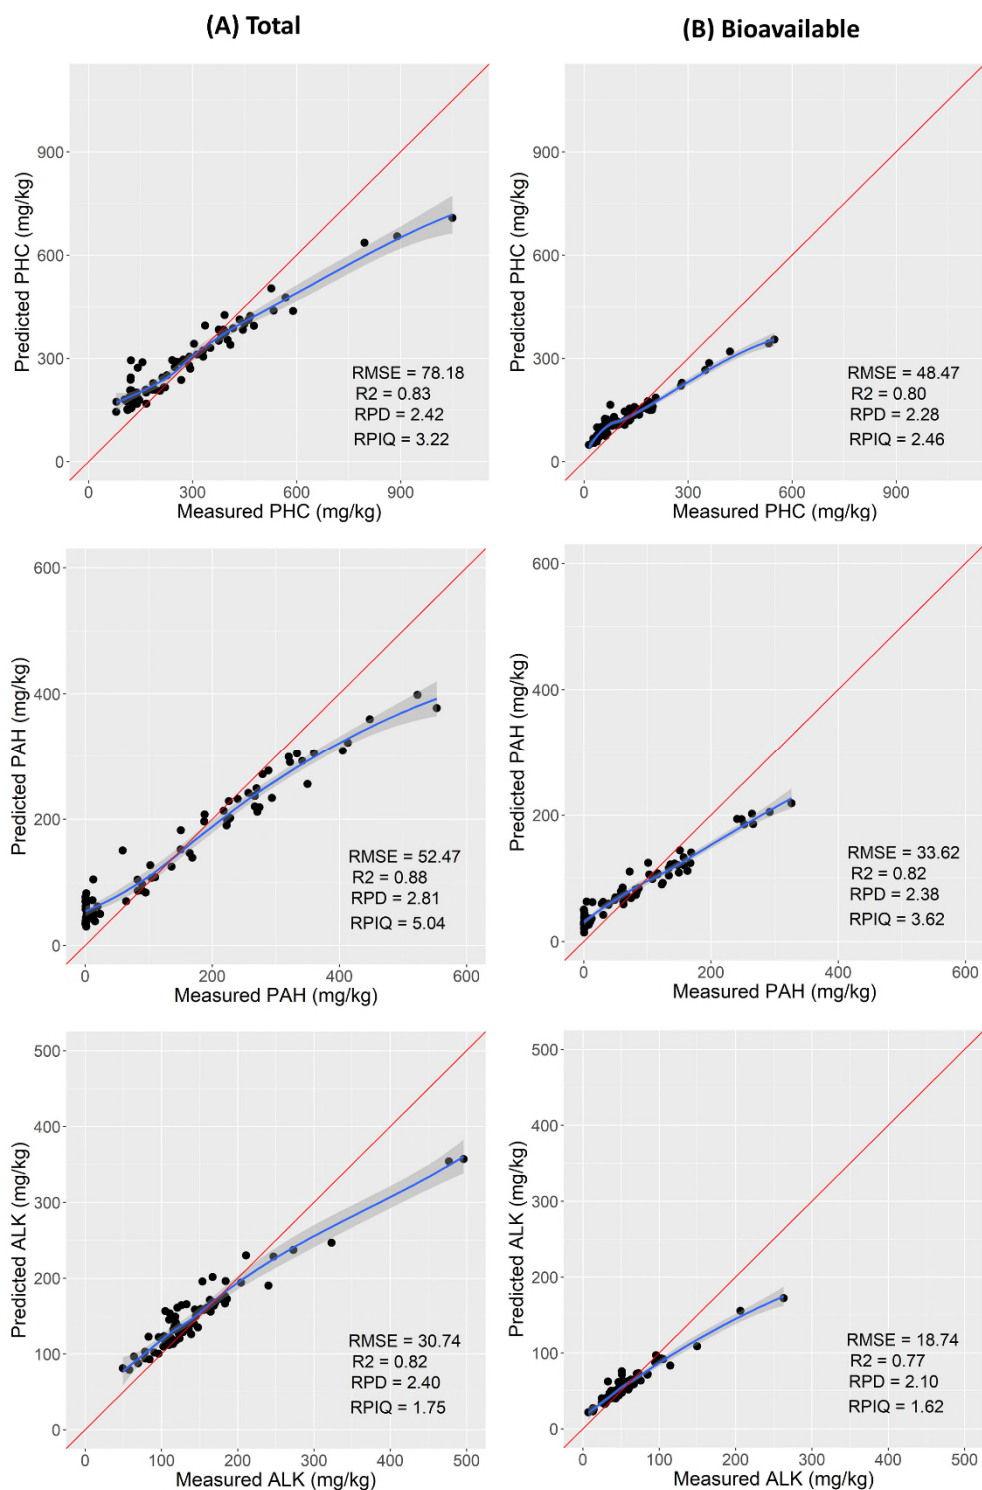 (A) Total
(B) Bioavailable
Predicted PHC (mg/kg)
900
600
300
0
RMSE = 78.18
R2 = 0.83
RPD = 2.42
RPIQ = 3.22
0 300 600 900
Measured PHC (mg/kg)
Predicted PHC (mg/kg)
900
600
300
0
RMSE = 48.47
R2 = 0.80
RPD = 2.28
RPIQ = 2.46
0 300 600 900
Measured PHC (mg/kg)
Predicted PAH (mg/kg)
600
400
200
0
RMSE = 52.47
R2 = 0.88
RPD = 2.81
RPIQ = 5.04
0 200 400 600
Measured PAH (mg/kg)
Predicted PAH (mg/kg)
600
400
200
0
RMSE = 33.62
R2 = 0.82
RPD = 2.38
RPIQ = 3.62
0 200 400 600
Measured PAH (mg/kg)
Predicted ALK (mg/kg)
500
400
300
200
100
0
RMSE = 30.74
R2 = 0.82
RPD = 2.40
RPIQ = 1.75
0 100 200 300 400 500
Measured ALK (mg/kg)
Predicted ALK (mg/kg)
500
400
300
200
100
0
RMSE = 18.74
R2 = 0.77
RPD = 2.10
RPIQ = 1.62
0 100 200 300 400 500
Measured ALK (mg/kg)